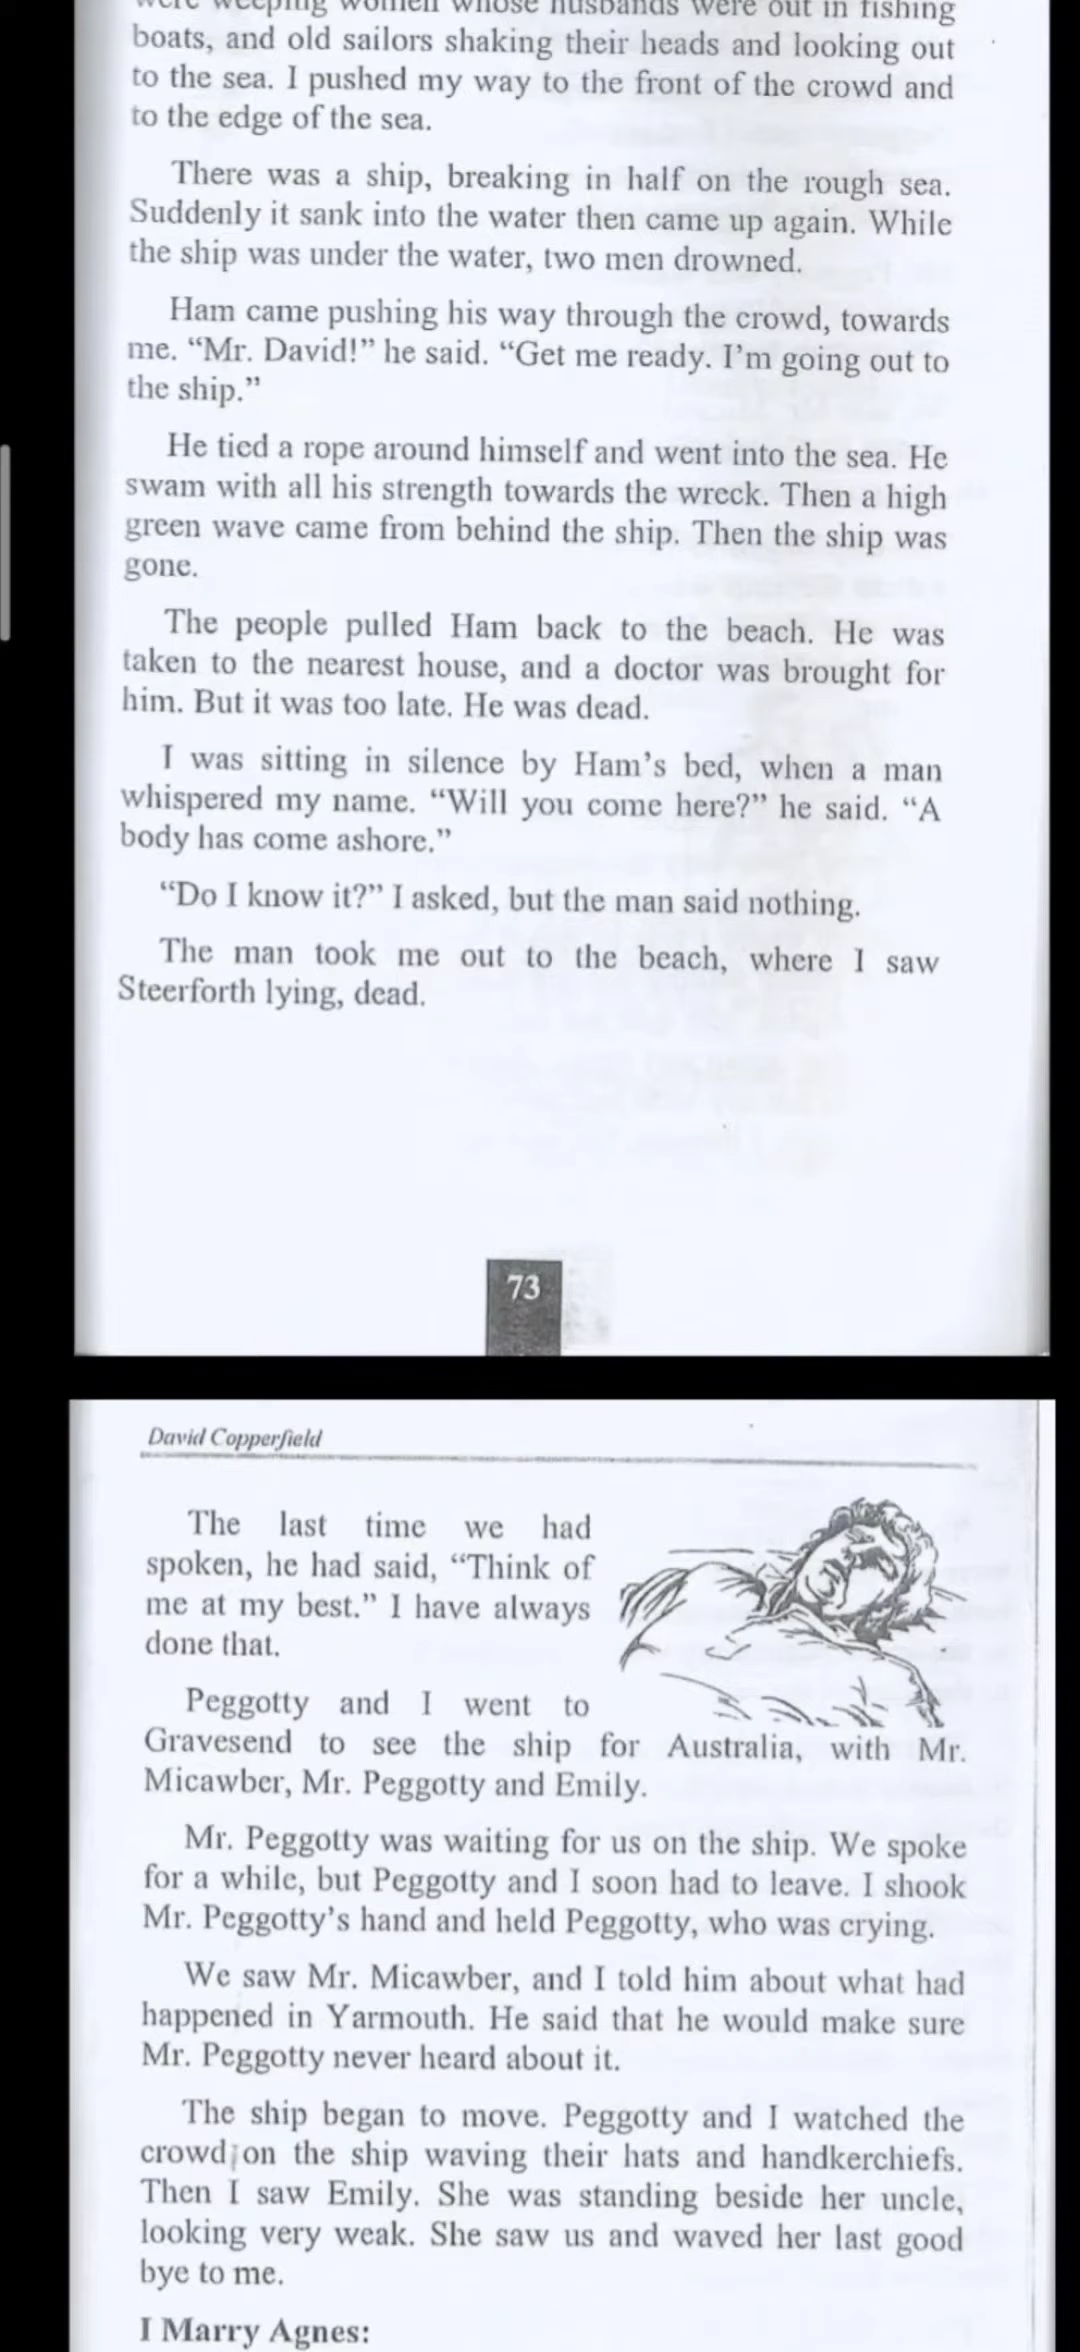 were weeping women whose husbands were out in fishing
boats, and old sailors shaking their heads and looking out
to the sea. I pushed my way to the front of the crowd and
to the edge of the sea.
There was a ship, breaking in half on the rough sea.
Suddenly it sank into the water then came up again. While
the ship was under the water, two men drowned.
Ham came pushing his way through the crowd, towards
me. “Mr. David!” he said. “Get me ready. I’m going out to
the ship.”
He tied a rope around himself and went into the sea. He
swam with all his strength towards the wreck. Then a high
green wave came from behind the ship. Then the ship was
gone.
The people pulled Ham back to the beach. He was
taken to the nearest house, and a doctor was brought for
him. But it was too late. He was dead.
I was sitting in silence by Ham’s bed, when a man
whispered my name. “Will you come here?” he said. “A
body has come ashore.”
“Do I know it?” I asked, but the man said nothing.
The man took me out to the beach, where I saw
Steerforth lying, dead.
73
David Copperfield
The last time we had
spoken, he had said, “Think of
me at my best.” I have always
done that.
Peggotty and I went to
Gravesend to see the ship for Australia, with Mr.
Micawber, Mr. Peggotty and Emily.
Mr. Peggotty was waiting for us on the ship. We spoke
for a while, but Peggotty and I soon had to leave. I shook
Mr. Peggotty’s hand and held Peggotty, who was crying.
We saw Mr. Micawber, and I told him about what had
happened in Yarmouth. He said that he would make sure
Mr. Peggotty never heard about it.
The ship began to move. Peggotty and I watched the
crowd on the ship waving their hats and handkerchiefs.
Then I saw Emily. She was standing beside her uncle,
looking very weak. She saw us and waved her last good
bye to me.
I Marry Agnes: